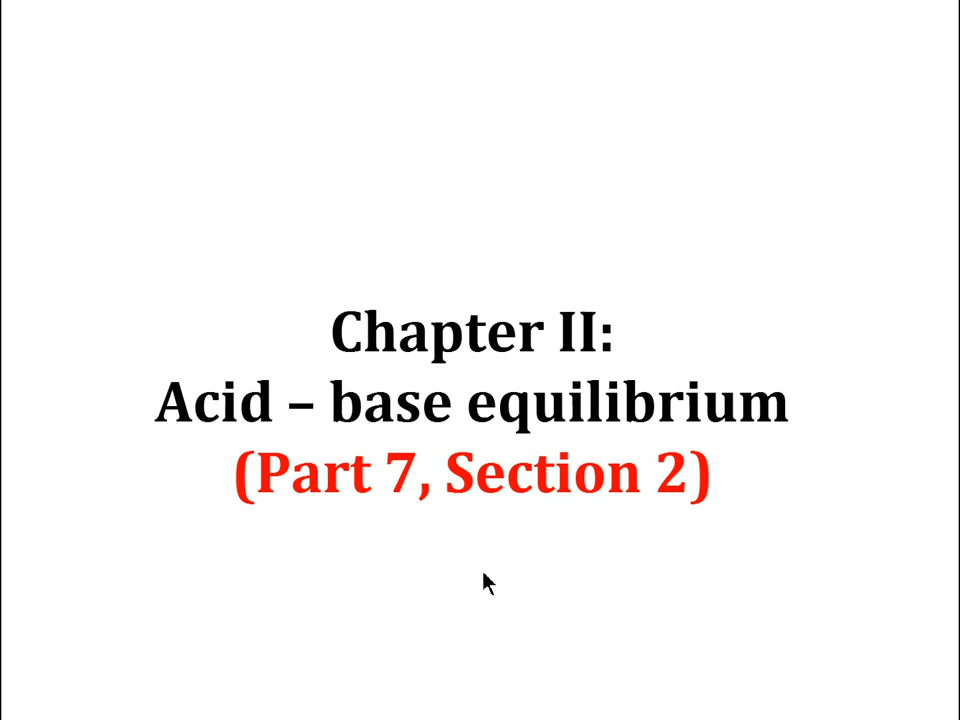 Chapter II:
Acid – base equilibrium
(Part 7, Section 2)